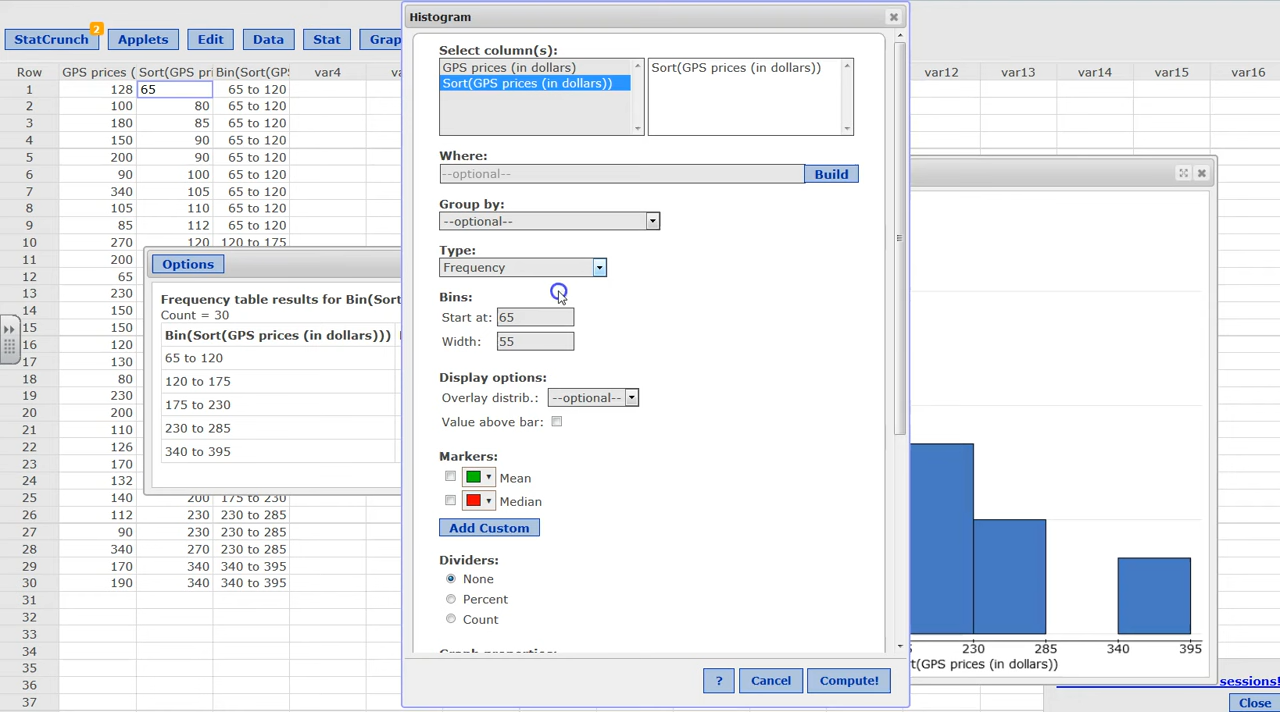 Histogram
StatCrunch 2 Applets Edit Data Stat Grap
Select column(s):
GPS prices (in dollars)
Sort(GPS prices (in dollars))
Sort(GPS prices (in dollars))
Where:
--optional-- Build
Group by:
--optional--
Type:
Frequency
Bins:
Start at: 65
Width: 55
Display options:
Overlay distrib.: --optional--
Value above bar:
Markers:
Mean
Median
Add Custom
Dividers:
None
Percent
Count
? Cancel Compute!
Row GPS prices ( Sort(GPS pri Bin(Sort(GPS var4 va var12 var13 var14 var15 var16
1 128 65 65 to 120
2 100 80 65 to 120
3 180 85 65 to 120
4 150 90 65 to 120
5 200 90 65 to 120
6 90 100 65 to 120
7 340 105 65 to 120
8 105 110 65 to 120
9 85 112 65 to 120
10 270 120 120 to 175
11 200
12 65
13 230
14 150
15 150
16 120
17 130
18 80
19 230
20 200
21 110
22 126
23 170
24 132
25 140 200 175 to 230
26 112 230 230 to 285
27 90 230 230 to 285
28 340 270 230 to 285
29 170 340 340 to 395
30 190 340 340 to 395
31
32
33
34
35
36
37
Options
Frequency table results for Bin(Sort
Count = 30
Bin(Sort(GPS prices (in dollars)))
65 to 120
120 to 175
175 to 230
230 to 285
340 to 395
230 285 340 395
t(GPS prices (in dollars))
sessions!
Close